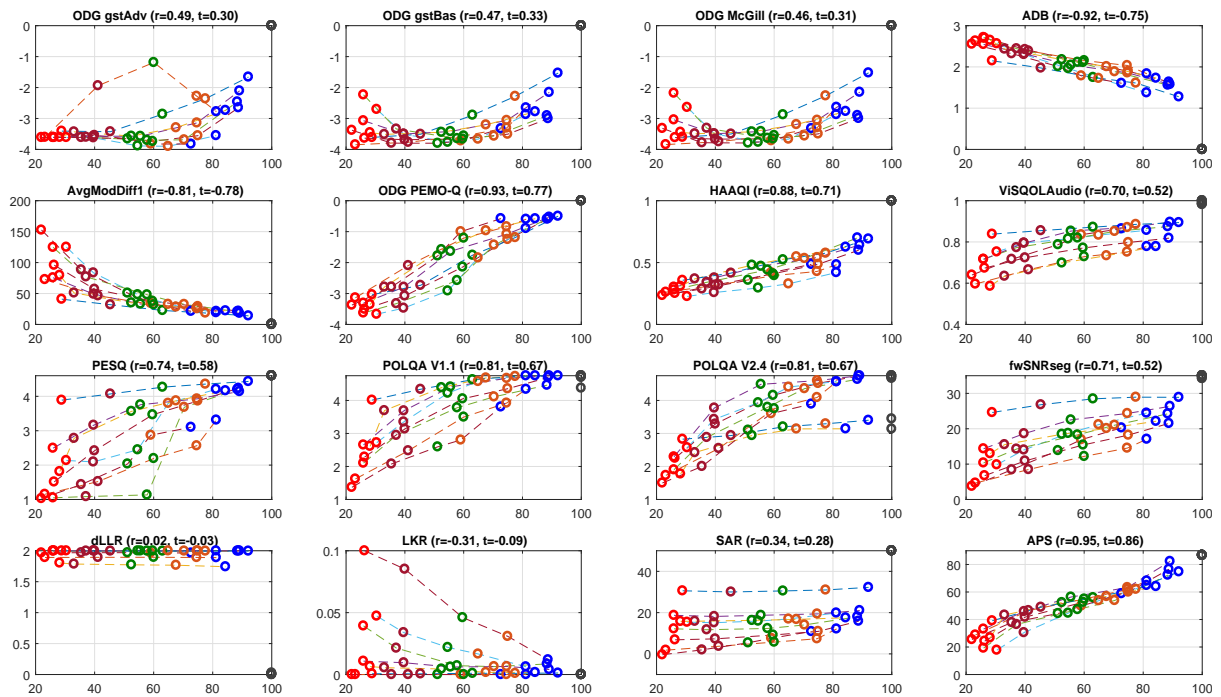 ODG gstAdv (r=0.49, t=0.30)
0
-1
-2
-3
-4
20 40 60 80 100
ODG gstBas (r=0.47, t=0.33)
0
-1
-2
-3
-4
20 40 60 80 100
ODG McGill (r=0.46, t=0.31)
0
-1
-2
-3
-4
20 40 60 80 100
ADB (r=-0.92, t=-0.75)
3
2
1
0
20 40 60 80 100
AvgModDiff1 (r=-0.81, t=-0.78)
200
150
100
50
0
20 40 60 80 100
ODG PEMO-Q (r=0.93, t=0.77)
0
-1
-2
-3
-4
20 40 60 80 100
HAAQI (r=0.88, t=0.71)
1
0.5
0
20 40 60 80 100
ViSQOLAudio (r=0.70, t=0.52)
1
0.8
0.6
0.4
20 40 60 80 100
PESQ (r=0.74, t=0.58)
4
3
2
1
20 40 60 80 100
POLQA V1.1 (r=0.81, t=0.67)
4
3
2
1
20 40 60 80 100
POLQA V2.4 (r=0.81, t=0.67)
4
3
2
1
20 40 60 80 100
fwSNRseg (r=0.71, t=0.52)
30
20
10
0
20 40 60 80 100
dLLR (r=0.02, t=-0.03)
2
1.5
1
0.5
0
20 40 60 80 100
LKR (r=-0.31, t=-0.09)
0.1
0.05
0
20 40 60 80 100
SAR (r=0.34, t=0.28)
40
20
0
20 40 60 80 100
APS (r=0.95, t=0.86)
80
60
40
20
0
20 40 60 80 100